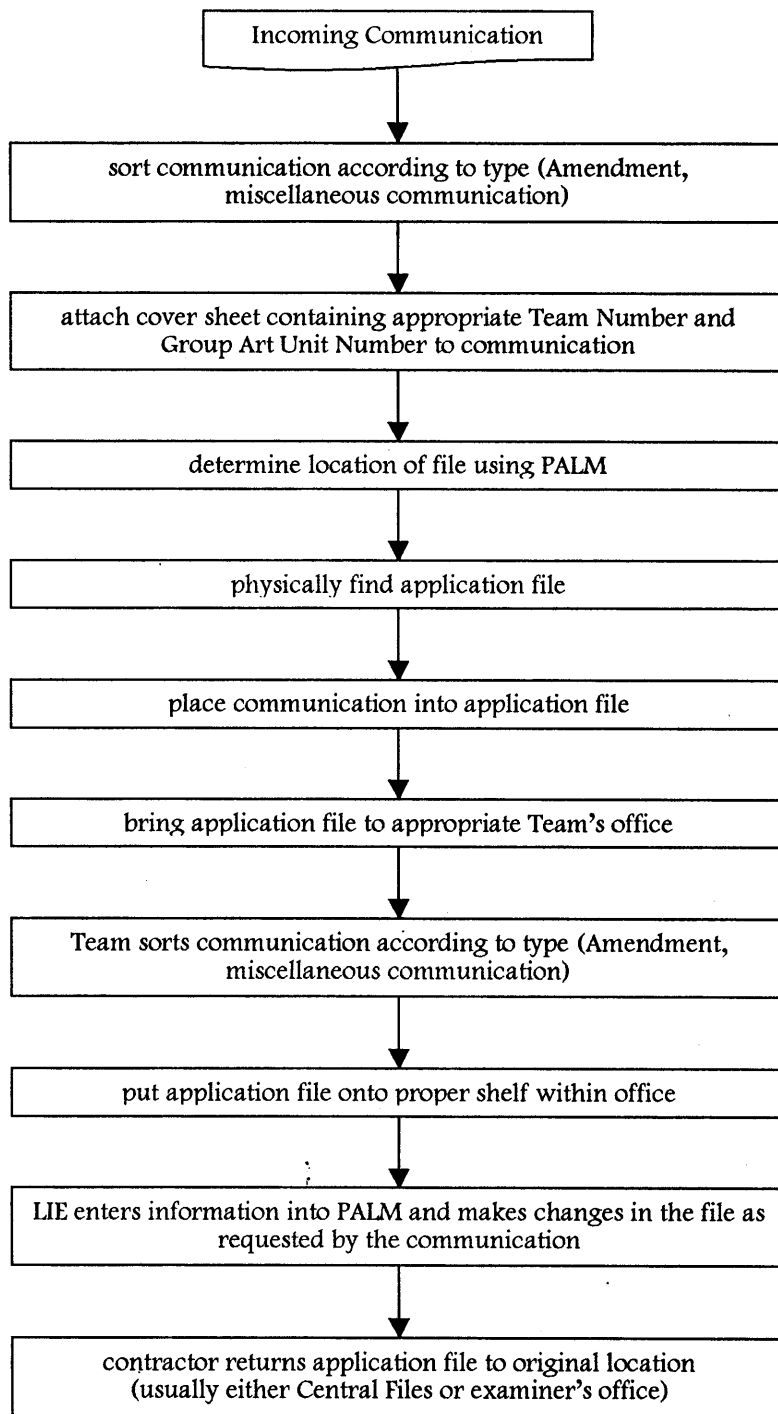 Incoming Communication
sort communication according to type (Amendment,
miscellaneous communication)
attach cover sheet containing appropriate Team Number and
Group Art Unit Number to communication
determine location of file using PALM
physically find application file
place communication into application file
bring application file to appropriate Team's office
Team sorts communication according to type (Amendment,
miscellaneous communication)
put application file onto proper shelf within office
LIE enters information into PALM and makes changes in the file as
requested by the communication
contractor returns application file to original location
(usually either Central Files or examiner's office)